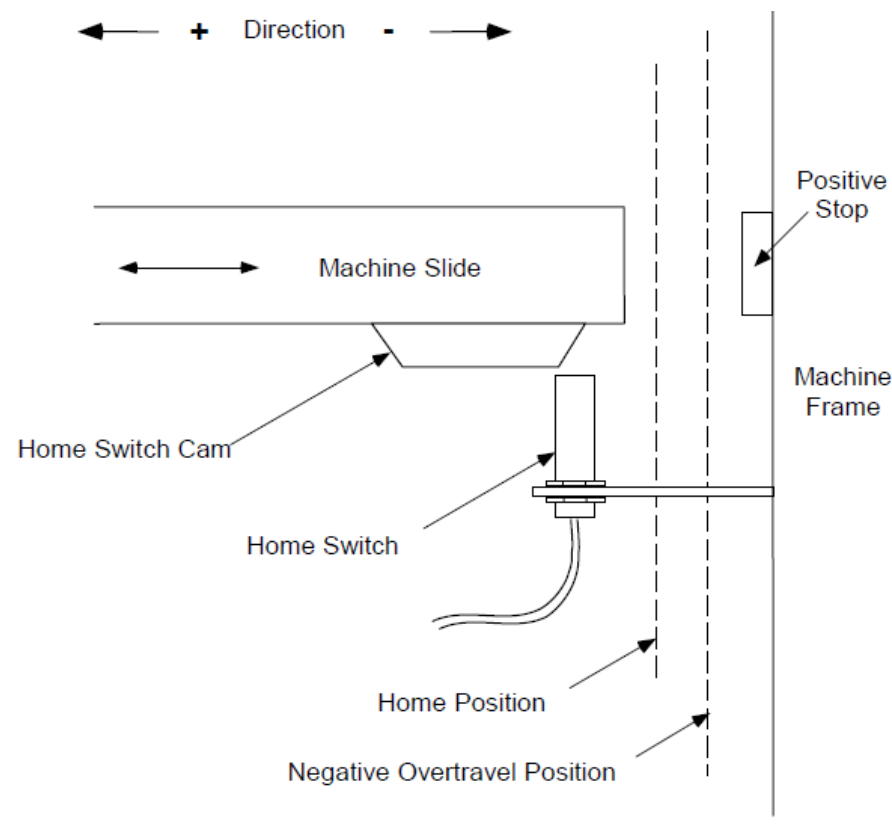 + Direction -
Positive
Stop
Machine Slide
Machine
Frame
Home Switch Cam
Home Switch
Home Position
Negative Overtravel Position